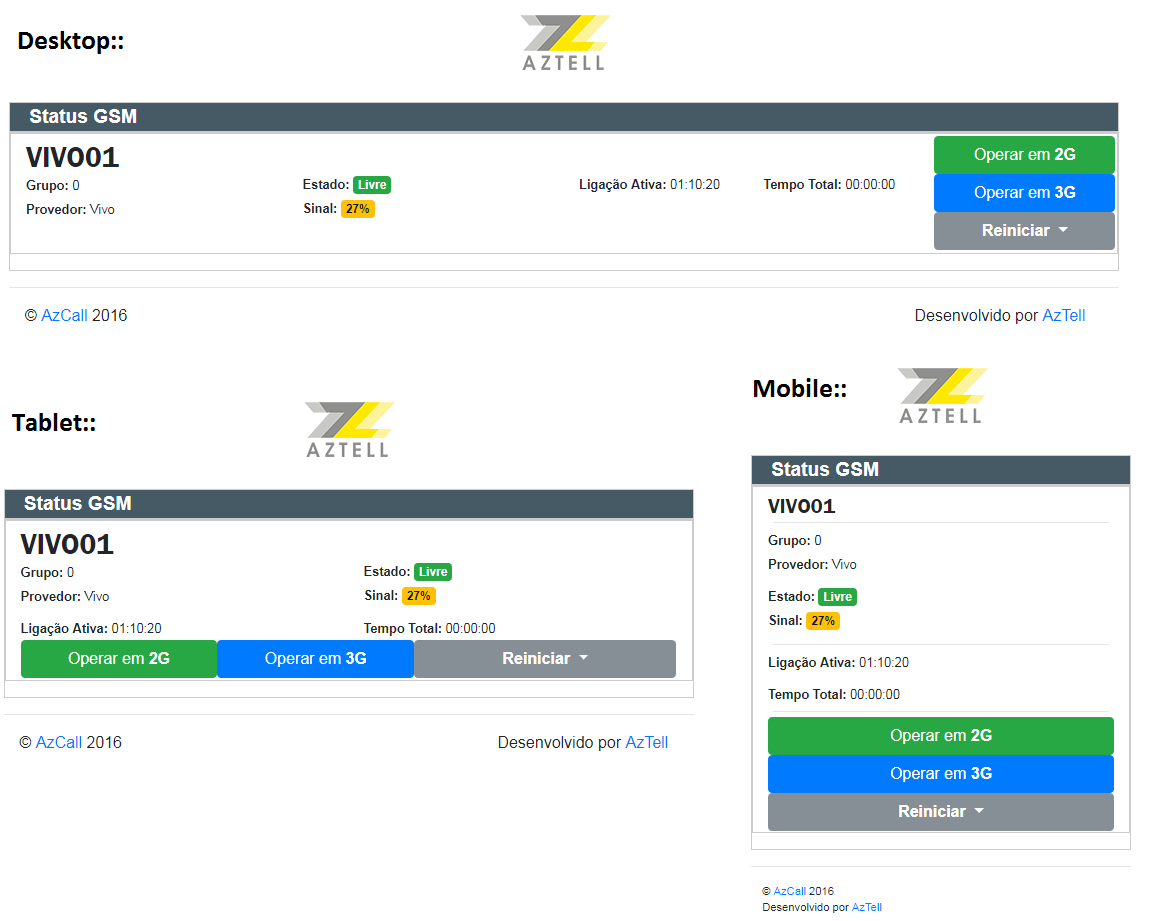 Desktop::
AZTELL
Status GSM
VIVO01
Grupo: 0
Provedor: Vivo
Estado: Livre
Sinal: 27%
Ligação Ativa: 01:10:20
Tempo Total: 00:00:00
Operar em 2G
Operar em 3G
Reiniciar
© AzCall 2016
Desenvolvido por AzTell
Tablet::
AZTELL
Status GSM
VIVO01
Grupo: 0
Provedor: Vivo
Estado: Livre
Sinal: 27%
Ligação Ativa: 01:10:20
Tempo Total: 00:00:00
Operar em 2G
Operar em 3G
Reiniciar
© AzCall 2016
Desenvolvido por AzTell
Mobile::
AZTELL
Status GSM
VIVO01
Grupo: 0
Provedor: Vivo
Estado: Livre
Sinal: 27%
Ligação Ativa: 01:10:20
Tempo Total: 00:00:00
Operar em 2G
Operar em 3G
Reiniciar
© AzCall 2016
Desenvolvido por AzTell